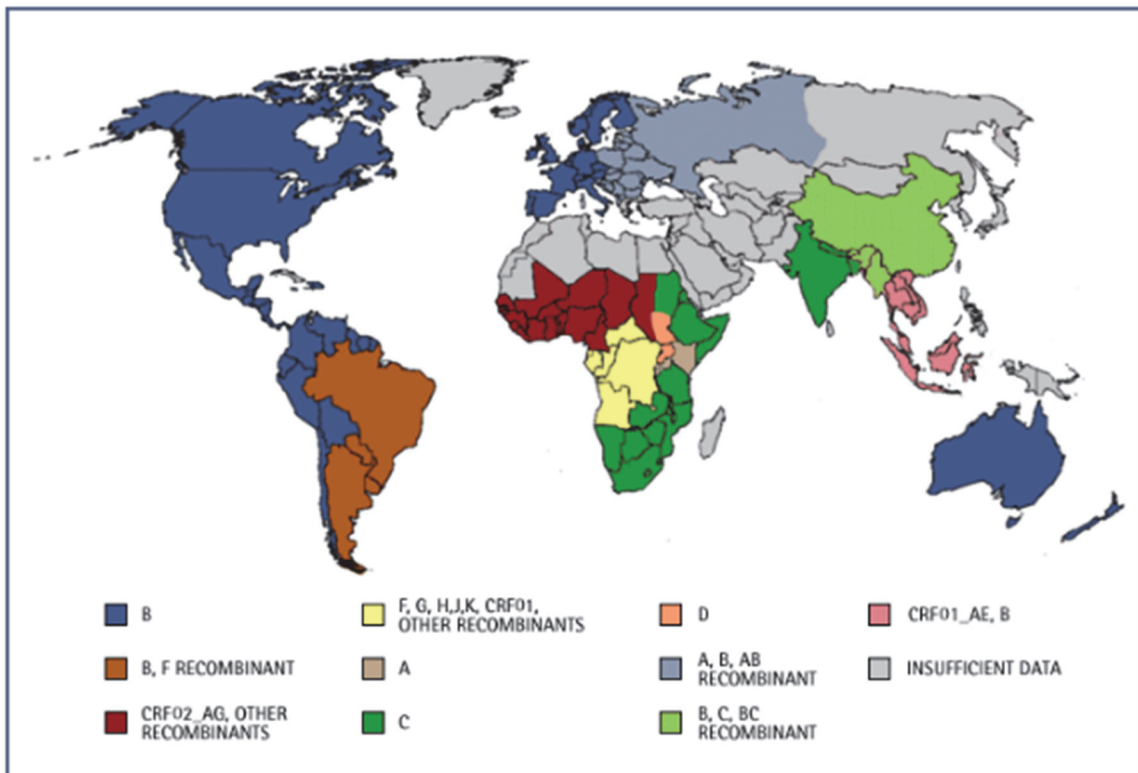 B
B, F RECOMBINANT
CRF02_AG, OTHER
RECOMBINANTS
F, G, H,J,K, CRF01,
OTHER RECOMBINANTS
A
C
D
A, B, AB
RECOMBINANT
B, C, BC
RECOMBINANT
CRF01_AE, B
INSUFFICIENT DATA